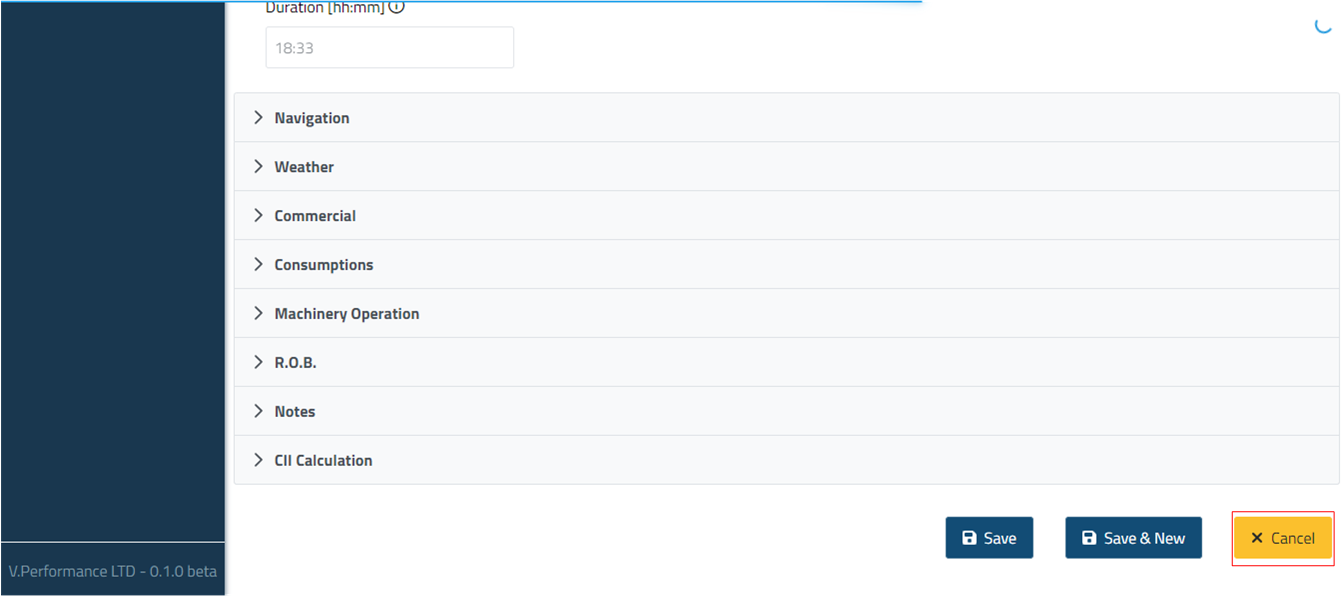 Duration [hh:mm]
18:33
Navigation
Weather
Commercial
Consumptions
Machinery Operation
R.O.B.
Notes
CII Calculation
Save
Save & New
Cancel
V.Performance LTD - 0.1.0 beta